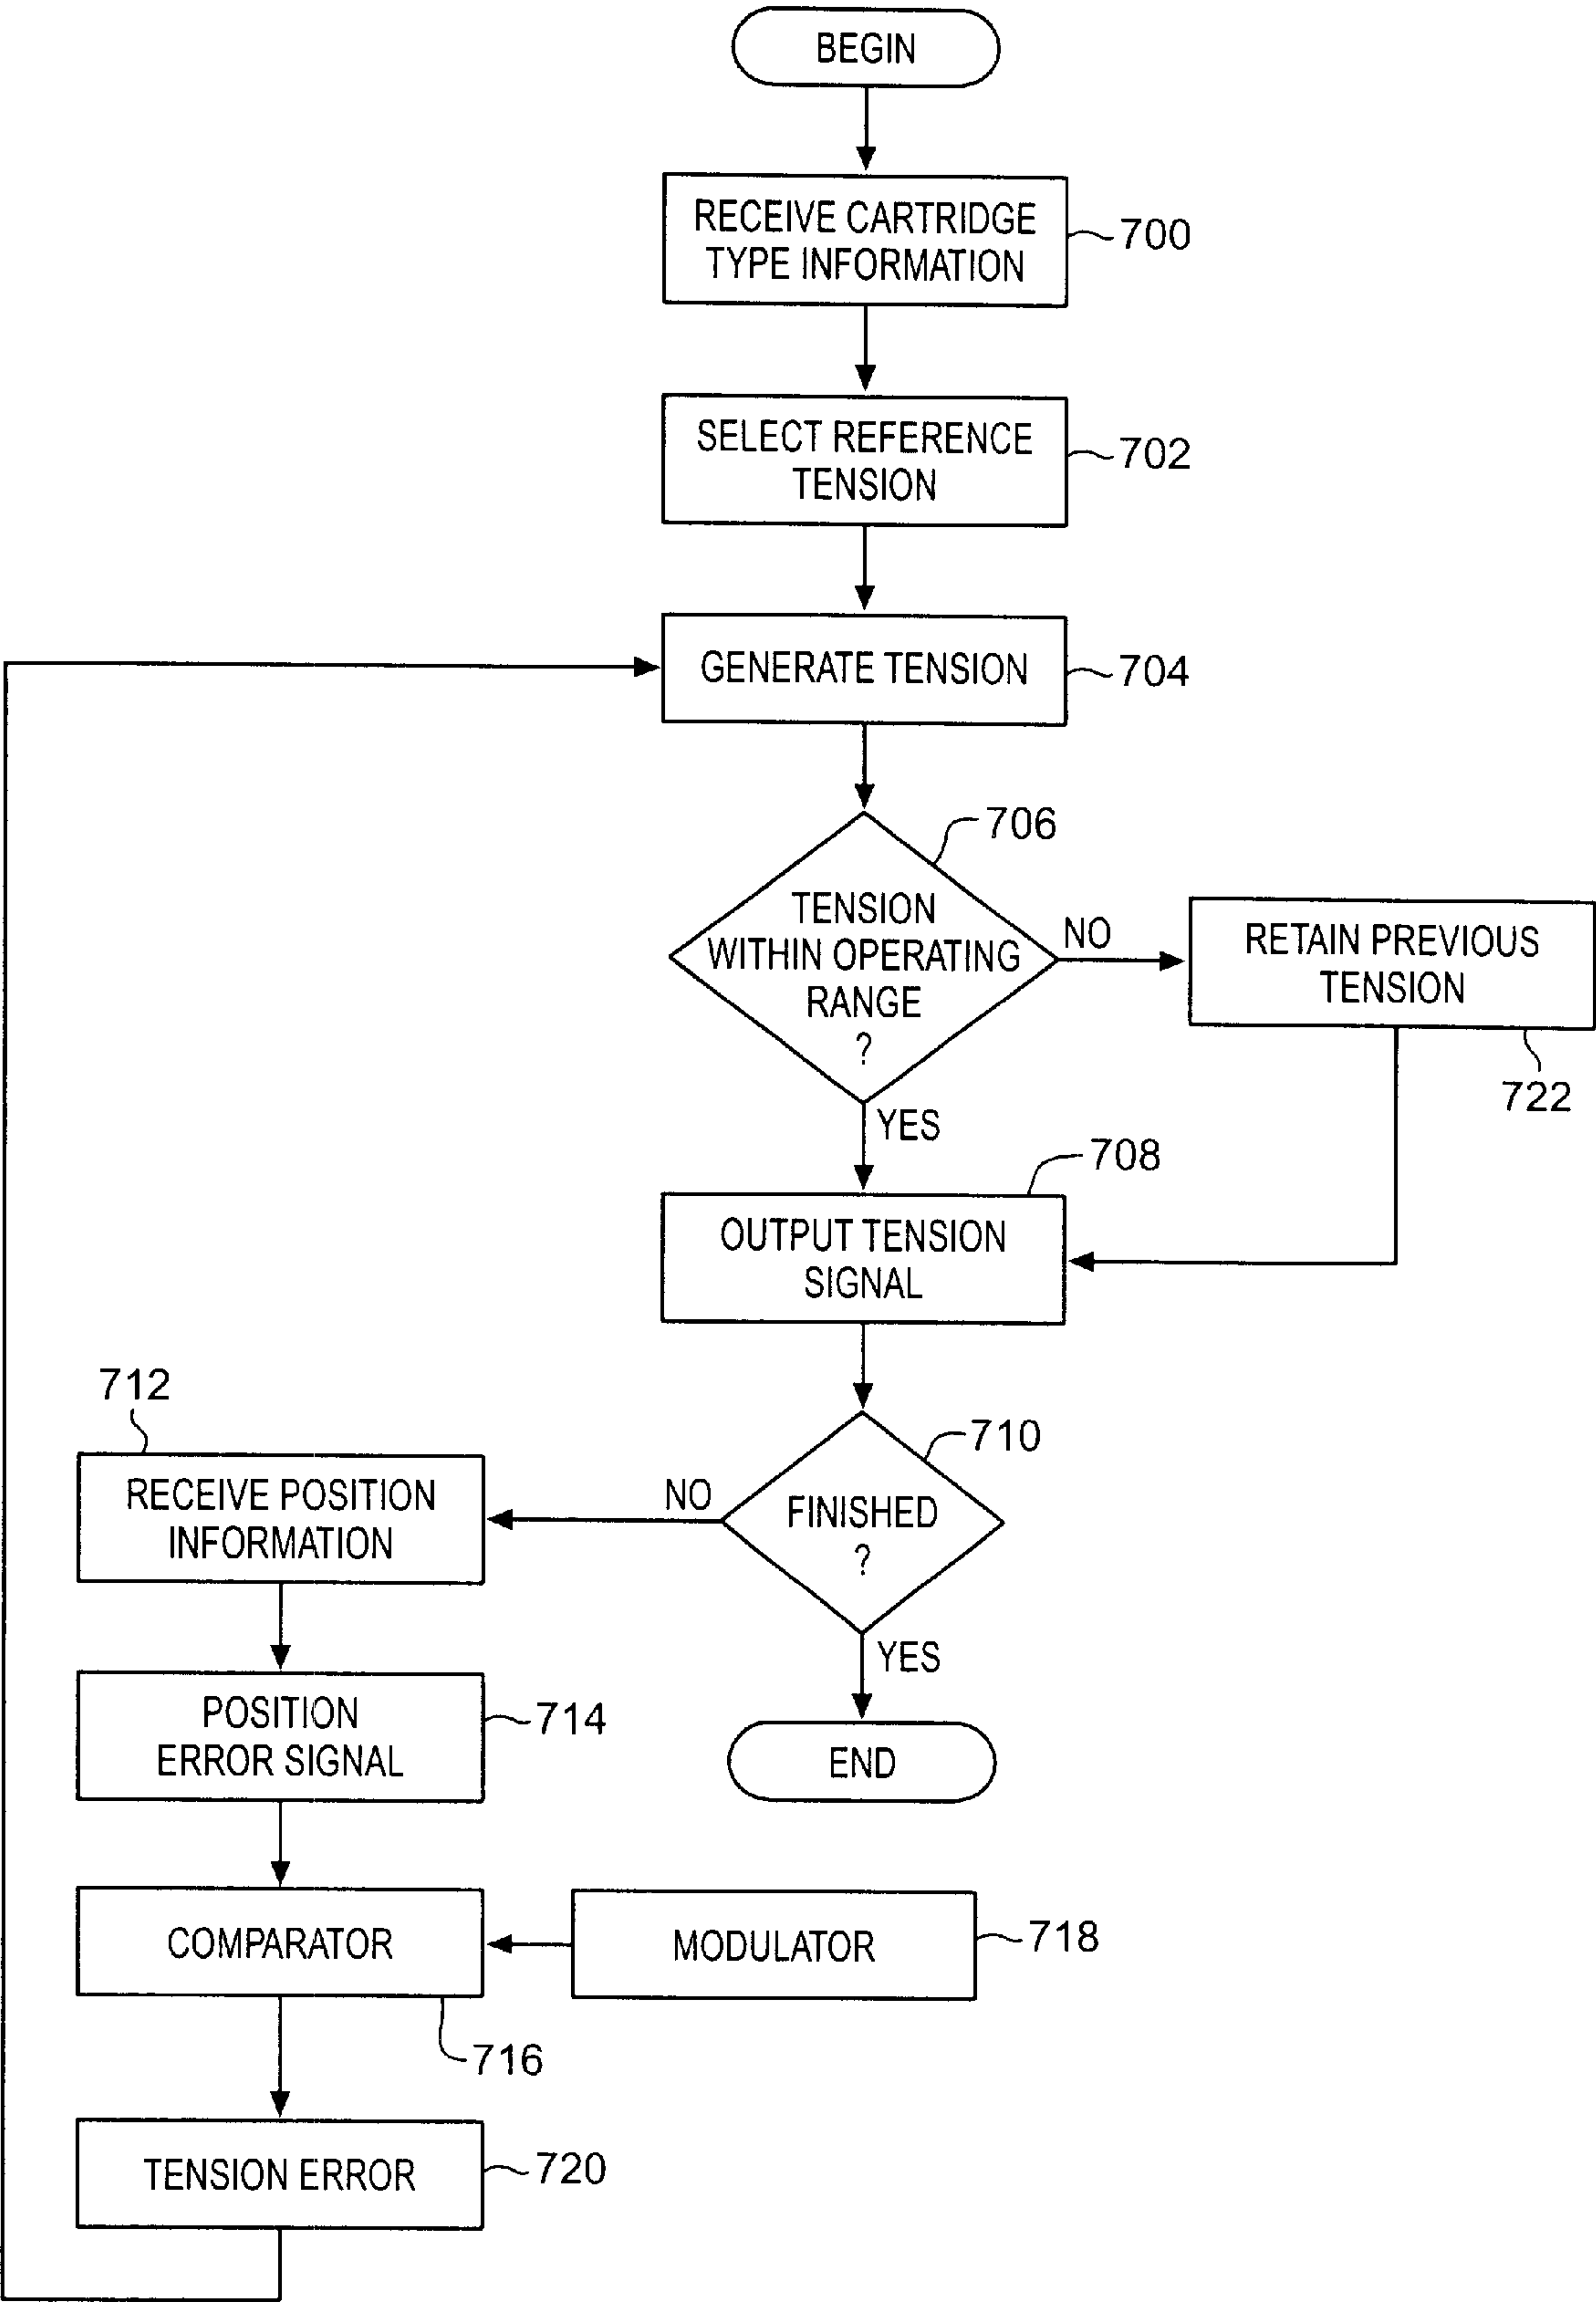 BEGIN
RECEIVE CARTRIDGE
TYPE INFORMATION
700
SELECT REFERENCE
TENSION
702
GENERATE TENSION
704
706
TENSION
WITHIN OPERATING
RANGE
?
NO
RETAIN PREVIOUS
TENSION
722
YES
708
OUTPUT TENSION
SIGNAL
710
FINISHED
?
NO
712
RECEIVE POSITION
INFORMATION
YES
END
POSITION
ERROR SIGNAL
714
COMPARATOR
716
MODULATOR
718
TENSION ERROR
720